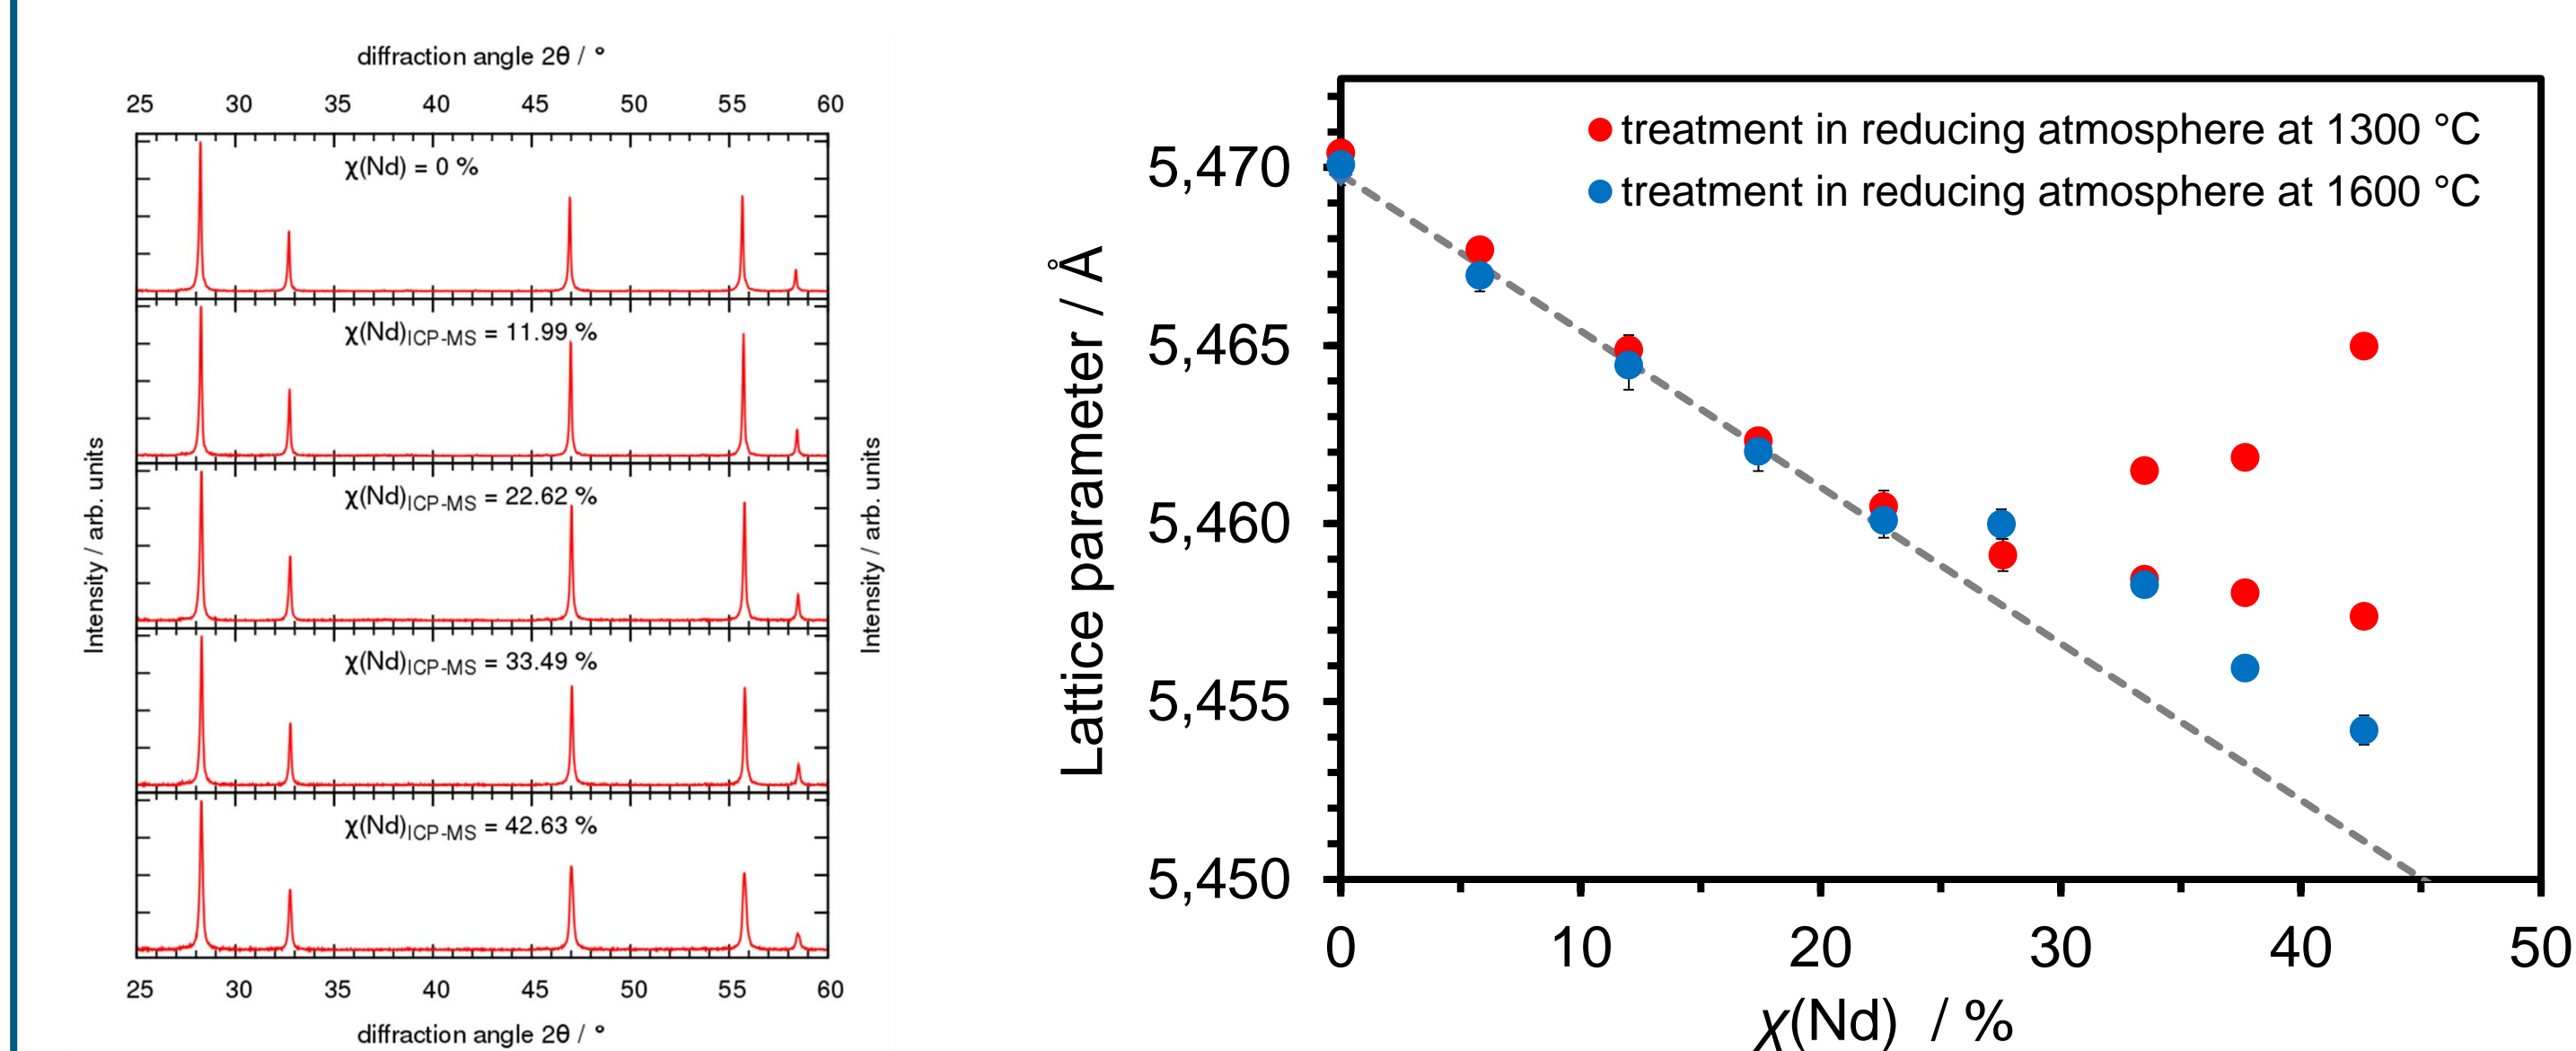 diffraction angle 2θ / °
25 30 35 40 45 50 55 60
χ(Nd) = 0 %
χ(Nd)ICP-MS = 11.99 %
χ(Nd)ICP-MS = 22.62 %
χ(Nd)ICP-MS = 33.49 %
χ(Nd)ICP-MS = 42.63 %
Intensity / arb. units
Intensity / arb. units
25 30 35 40 45 50 55 60
diffraction angle 2θ / °
treatment in reducing atmosphere at 1300 °C
treatment in reducing atmosphere at 1600 °C
Lattice parameter / Å
5,470
5,465
5,460
5,455
5,450
0 10 20 30 40 50
χ(Nd) / %